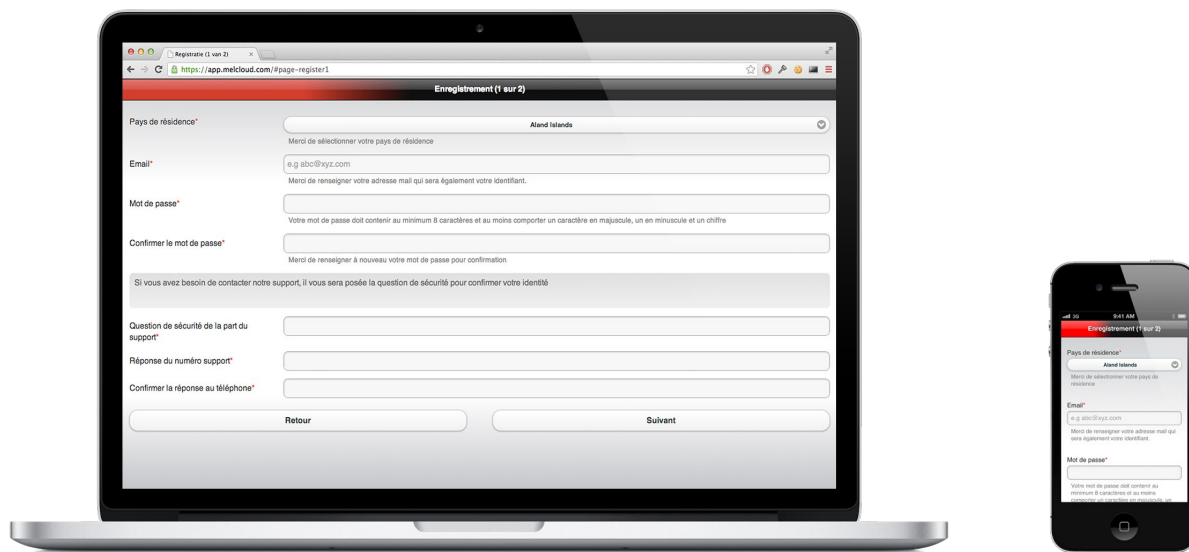 Registratie (1 van 2)
https://app.melcloud.com/#page-register1
Enregistrement (1 sur 2)
Pays de résidence*
Aland Islands
Merci de sélectionner votre pays de résidence
Email*
e.g abc@xyz.com
Merci de renseigner votre adresse mail qui sera également votre identifiant.
Mot de passe*
Votre mot de passe doit contenir au minimum 8 caractères et au moins comporter un caractère en majuscule, un en minuscule et un chiffre
Confirmer le mot de passe*
Merci de renseigner à nouveau votre mot de passe pour confirmation
Si vous avez besoin de contacter notre support, il vous sera posée la question de sécurité pour confirmer votre identité
Question de sécurité de la part du
support*
Réponse du numéro support*
Confirmer la réponse au téléphone*
Retour
Suivant
3G
9:41 AM
Enregistrement (1 sur 2)
Pays de résidence*
Aland Islands
Merci de sélectionner votre pays de
résidence
Email*
e.g abc@xyz.com
Merci de renseigner votre adresse mail qui
sera également votre identifiant.
Mot de passe*
Votre mot de passe doit contenir au
minimum 8 caractères et au moins
comporter un caractère en majuscule, un